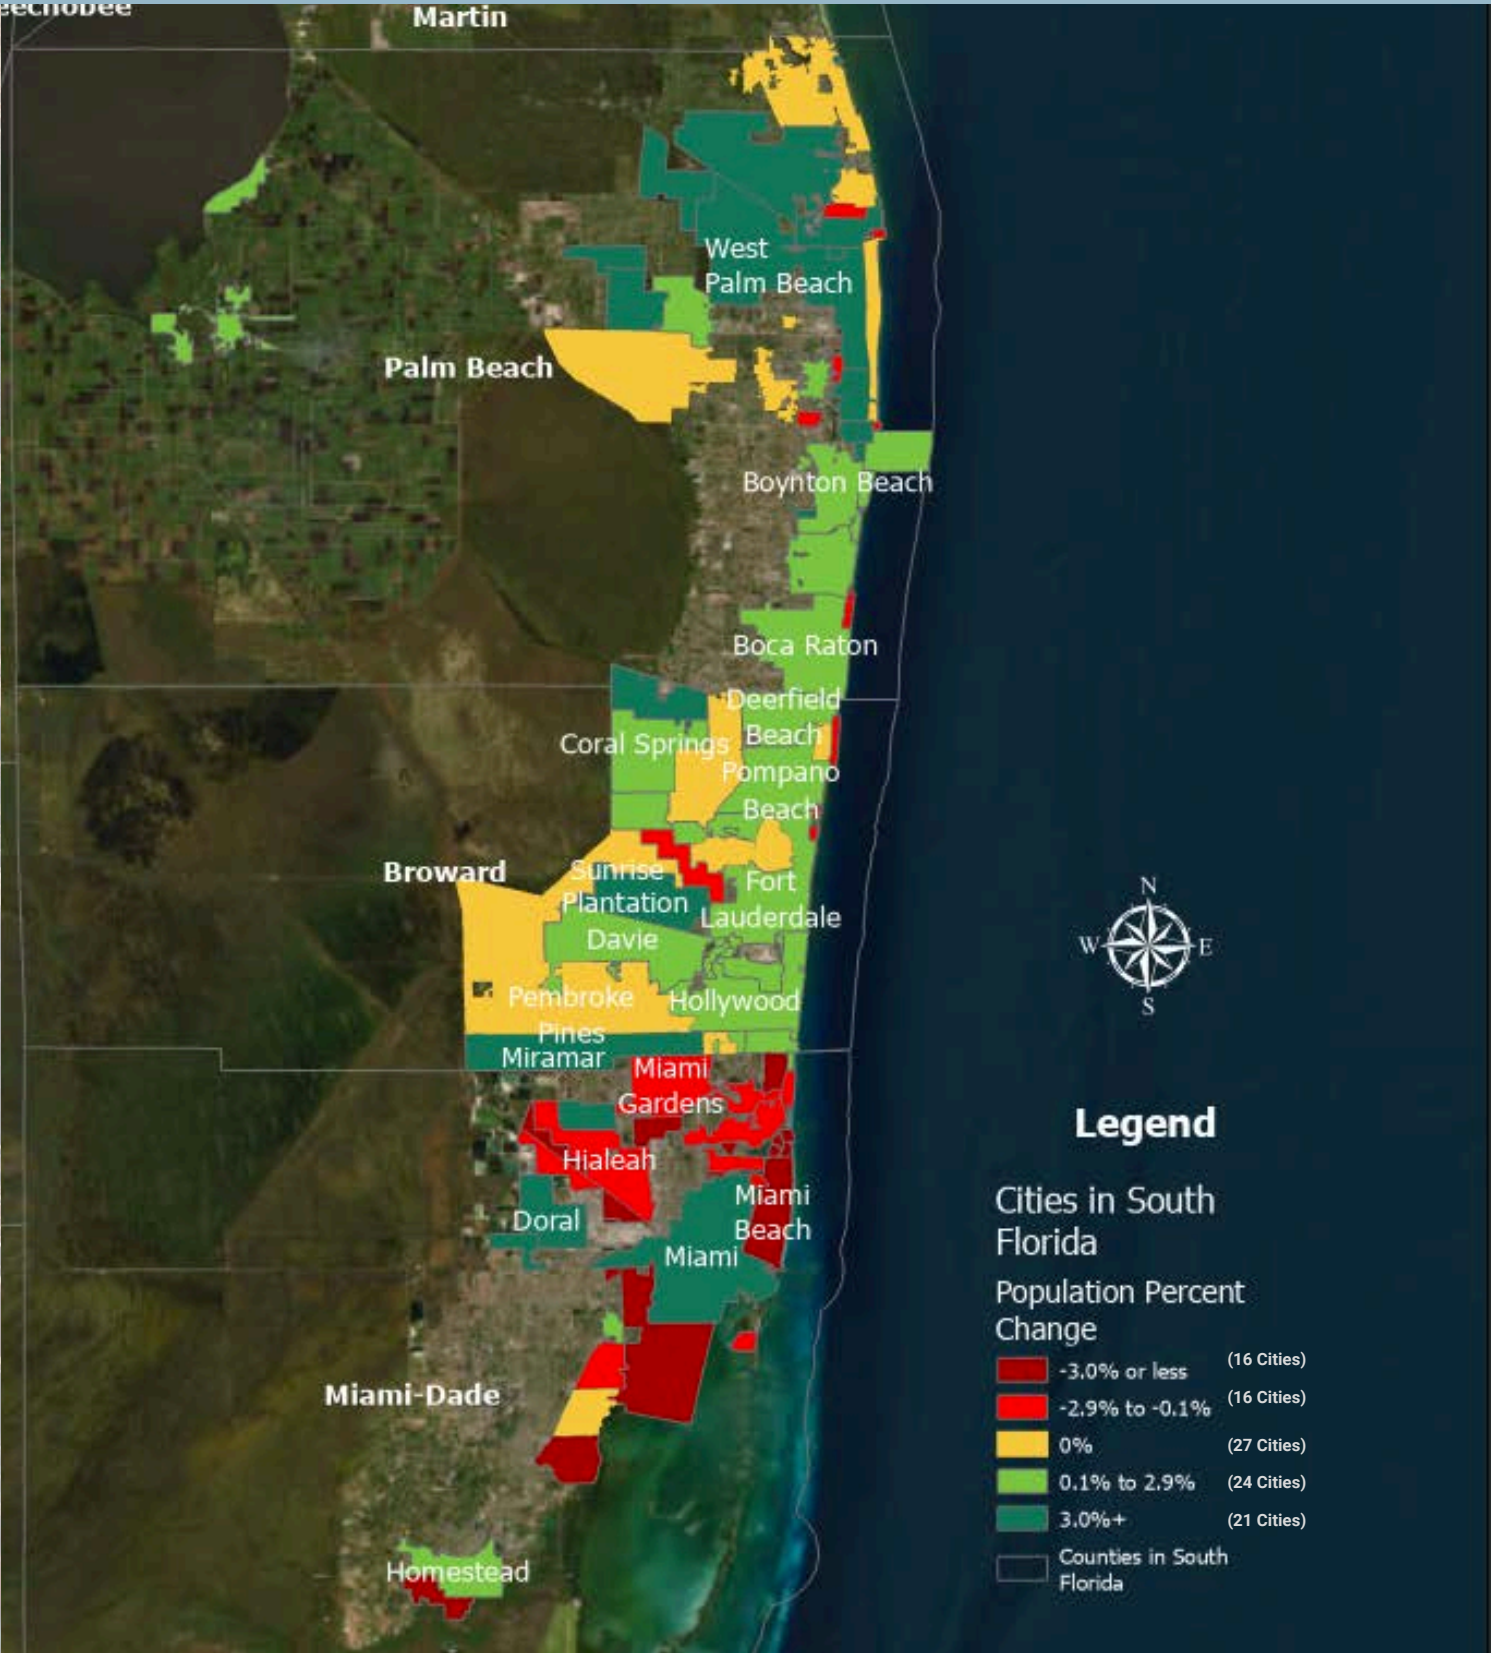 eechobee
Martin
West
Palm Beach
Palm Beach
Boynton Beach
Boca Raton
Deerfield
Beach
Coral Springs
Pompano
Beach
Broward
Sunrise
Plantation
Fort
Lauderdale
Davie
Pembroke
Pines
Hollywood
Miramar
Miami
Gardens
Hialeah
Miami
Beach
Doral
Miami
Miami-Dade
Homestead
N
W
E
S
Legend
Cities in South
Florida
Population Percent
Change
-3.0% or less (16 Cities)
-2.9% to -0.1% (16 Cities)
0% (27 Cities)
0.1% to 2.9% (24 Cities)
3.0%+ (21 Cities)
Counties in South
Florida